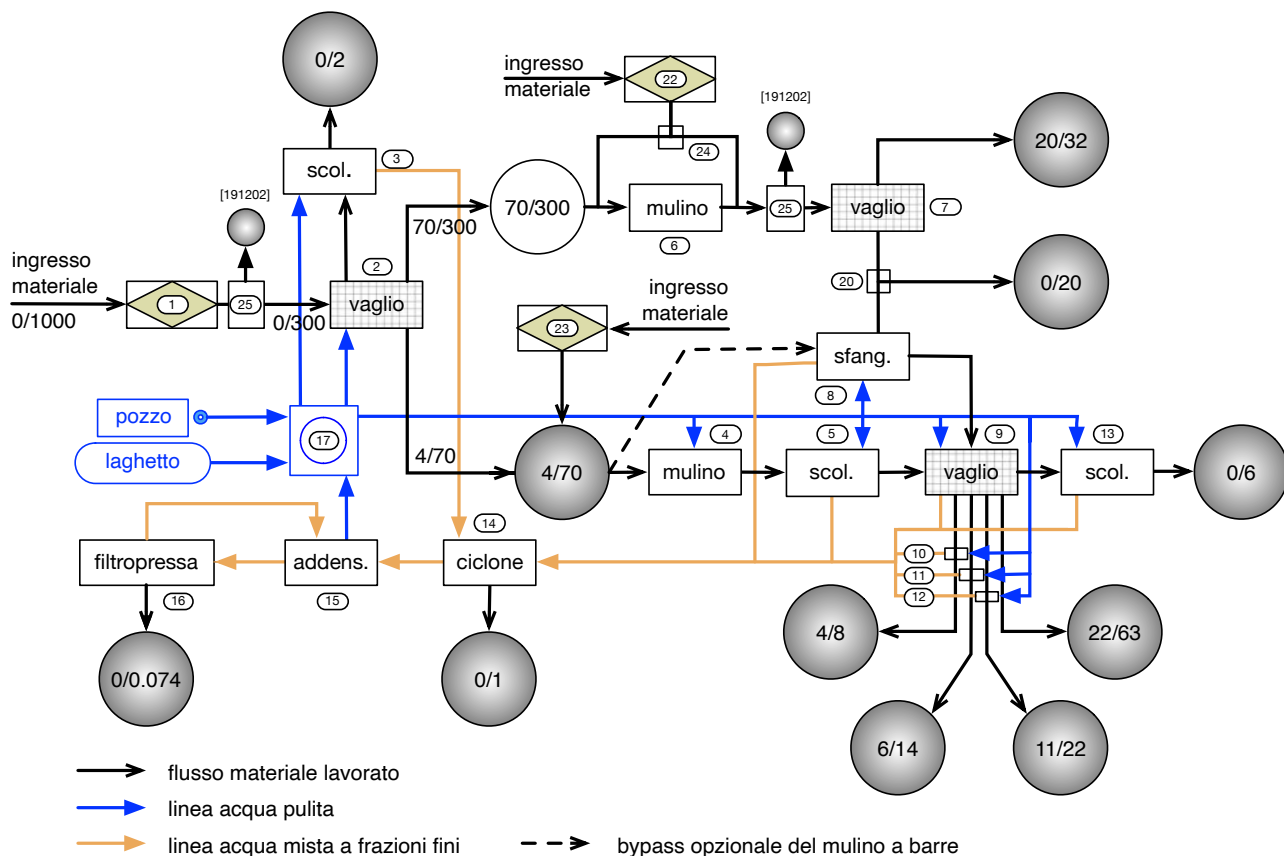 0/2
ingresso
materiale
22
[191202]
20/32
scol.
3
24
[191202]
70/300
mulino
25
vaglio
7
70/300
6
ingresso
materiale
0/1000
1
25
0/300
2
vaglio
ingresso
materiale
23
20
0/20
sfang.
8
pozzo
17
laghetto
4/70
4/70
4
mulino
5
scol.
9
vaglio
13
scol.
0/6
14
filtropressa
16
addens.
15
ciclone
10
11
12
0/0.074
0/1
4/8
22/63
6/14
11/22
flusso materiale lavorato
linea acqua pulita
linea acqua mista a frazioni fini
bypass opzionale del mulino a barre